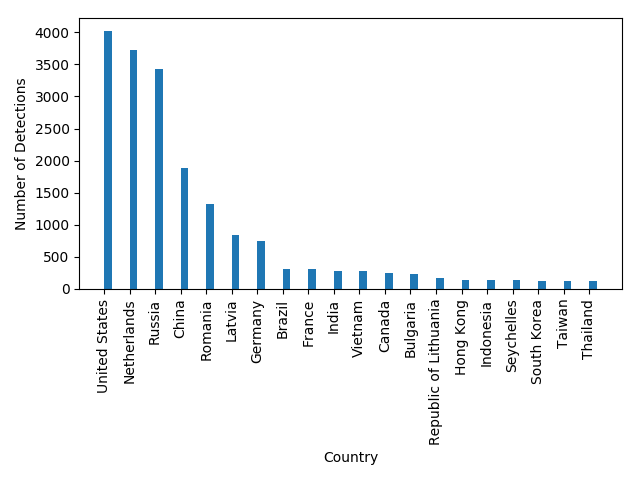 4000
3500
3000
2500
2000
1500
1000
500
0
Number of Detections
United States
Netherlands
Russia
China
Romania
Latvia
Germany
Brazil
France
India
Vietnam
Canada
Bulgaria
Republic of Lithuania
Hong Kong
Indonesia
Seychelles
South Korea
Taiwan
Thailand
Country